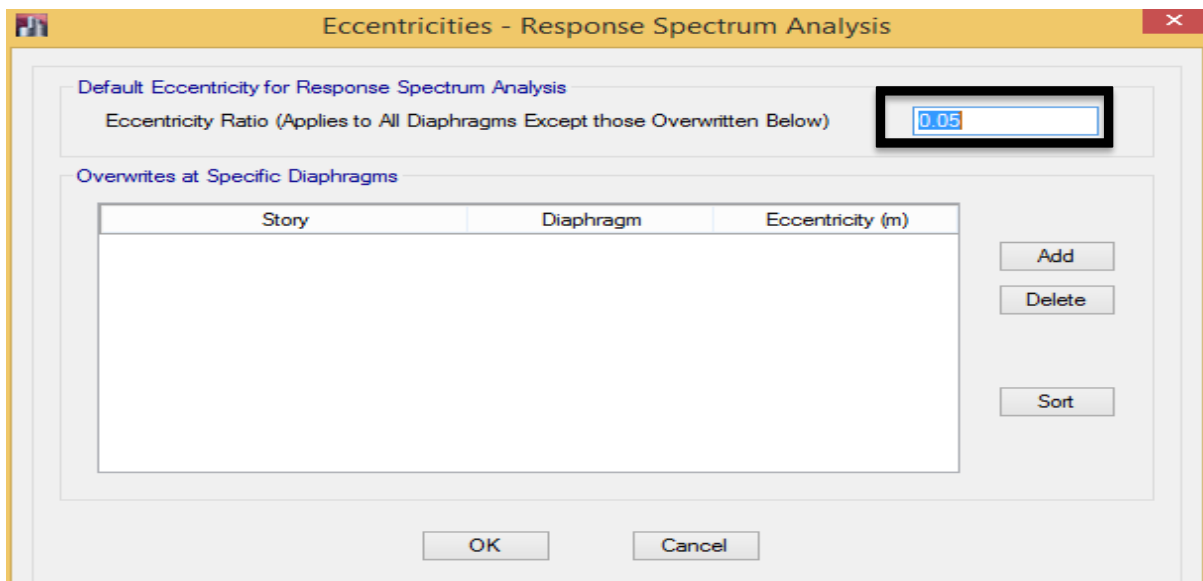 Eccentricities - Response Spectrum Analysis
Default Eccentricity for Response Spectrum Analysis
Eccentricity Ratio (Applies to All Diaphragms Except those Overwritten Below) 0.05
Overwrites at Specific Diaphragms
Story Diaphragm Eccentricity (m)
Add
Delete
Sort
OK Cancel